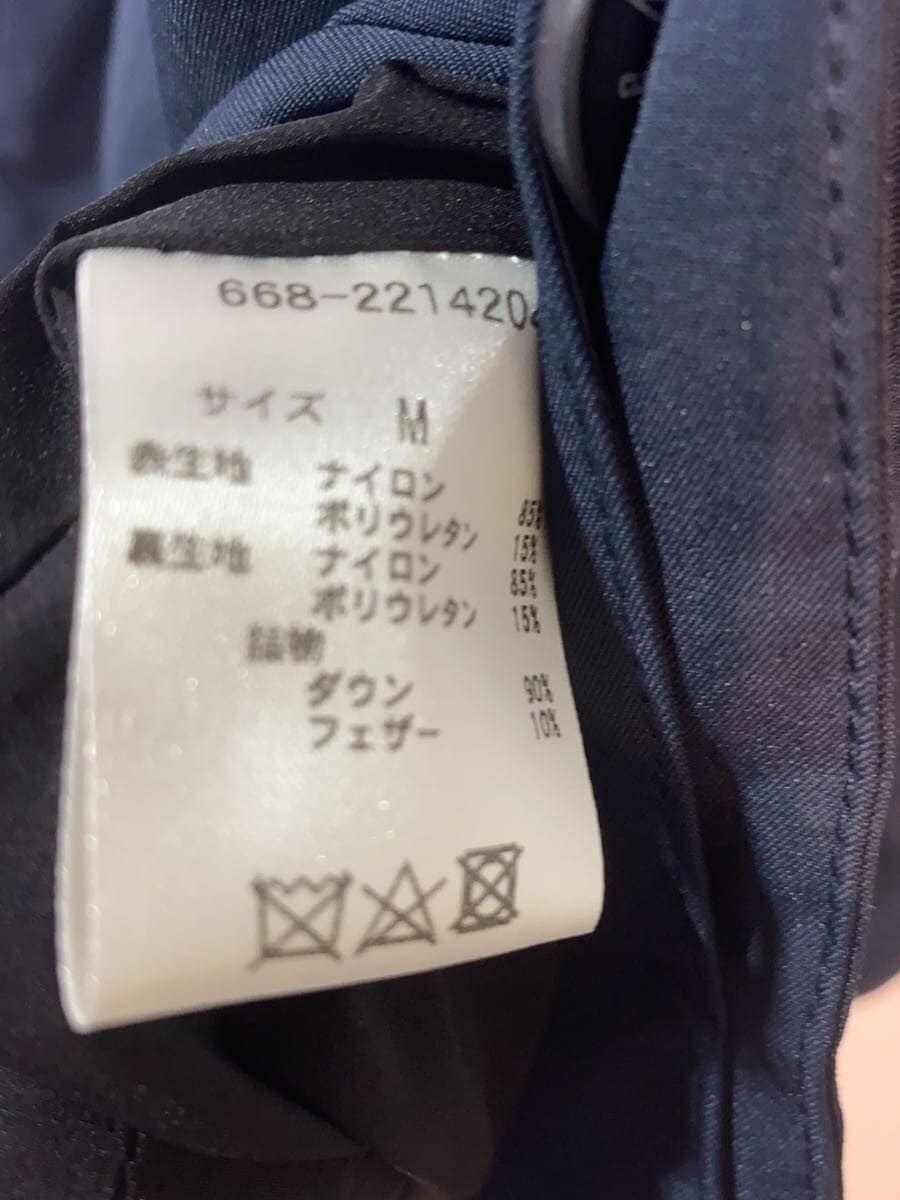 668-2214204
サイズ M
表生地 ナイロン 85%
ポリウレタン 15%
裏生地 ナイロン 85%
ポリウレタン 15%
詰物
ダウン 90%
フェザー 10%